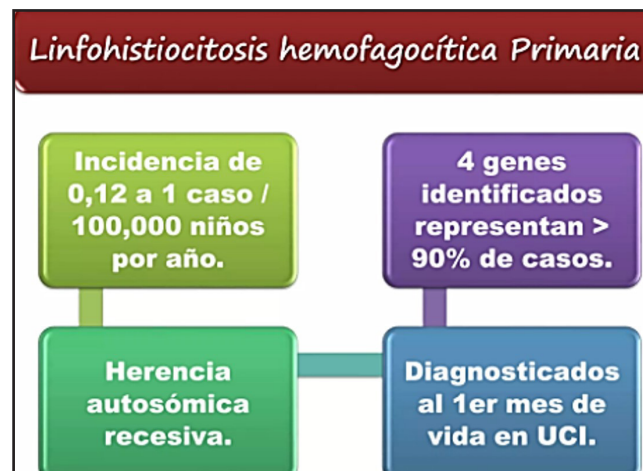 Linfohistiocitosis hemofagocítica Primaria
Incidencia de
0,12 a 1 caso /
100,000 niños
por año.
Herencia
autosómica
recesiva.
Diagnosticados
al 1er mes de
vida en UCI.
4 genes
identificados
representan >
90% de casos.